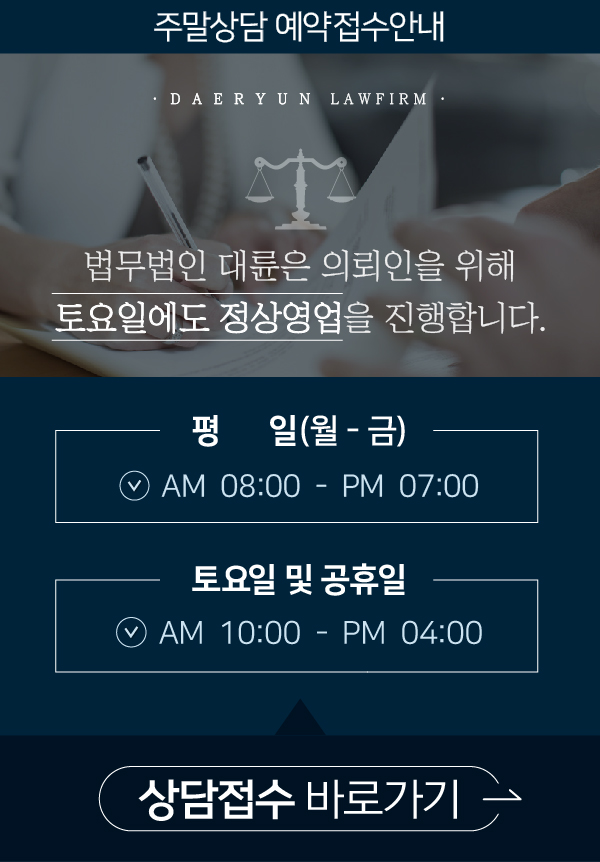 주말상담 예약접수안내
· DAERYUN LAWFIRM ·
법무법인 대륜은 의뢰인을 위해
토요일에도 정상영업을 진행합니다.
평 일(월 - 금)
AM 08:00 - PM 07:00
토요일 및 공휴일
AM 10:00 - PM 04:00
상담접수 바로가기